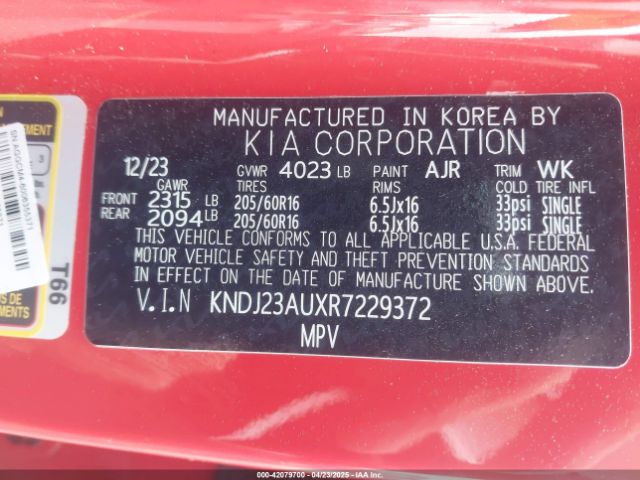 MANUFACTURED IN KOREA BY
KIA CORPORATION
12/23 GVWR 4023 LB PAINT AJR TRIM WK
GAWR TIRES RIMS COLD TIRE INFL
FRONT 2315 LB 205/60R16 6.5Jx16 33psi SINGLE
REAR 2094 LB 205/60R16 6.5Jx16 33psi SINGLE
THIS VEHICLE CONFORMS TO ALL APPLICABLE U.S.A. FEDERAL
MOTOR VEHICLE SAFETY AND THEFT PREVENTION STANDARDS
IN EFFECT ON THE DATE OF MANUFACTURE SHOWN ABOVE.
V.I.N KNDJ23AUXR7229372
MPV
T66
000-42079700 - 04/23/2025 - COPYRIGHT IAA, LLC.